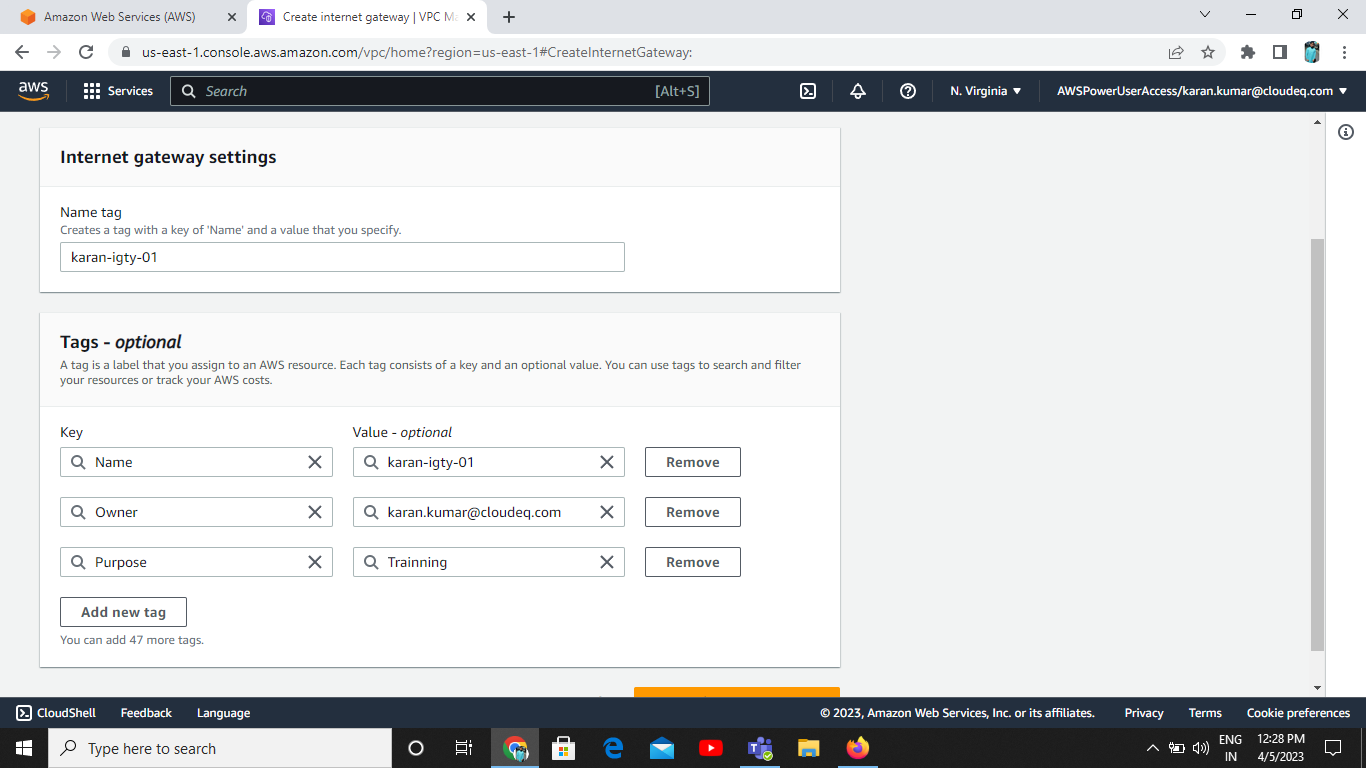 Amazon Web Services (AWS)
Create internet gateway | VPC Ma
us-east-1.console.aws.amazon.com/vpc/home?region=us-east-1#CreateInternetGateway:
aws
Services
Search
[Alt+S]
N. Virginia
AWSPowerUserAccess/karan.kumar@cloudeq.com
Internet gateway settings
Name tag
Creates a tag with a key of 'Name' and a value that you specify.
karan-igty-01
Tags - optional
A tag is a label that you assign to an AWS resource. Each tag consists of a key and an optional value. You can use tags to search and filter
your resources or track your AWS costs.
Key
Value - optional
Name
karan-igty-01
Remove
Owner
karan.kumar@cloudeq.com
Remove
Purpose
Trainning
Remove
Add new tag
You can add 47 more tags.
CloudShell
Feedback
Language
© 2023, Amazon Web Services, Inc. or its affiliates.
Privacy
Terms
Cookie preferences
Type here to search
ENG
IN
12:28 PM
4/5/2023